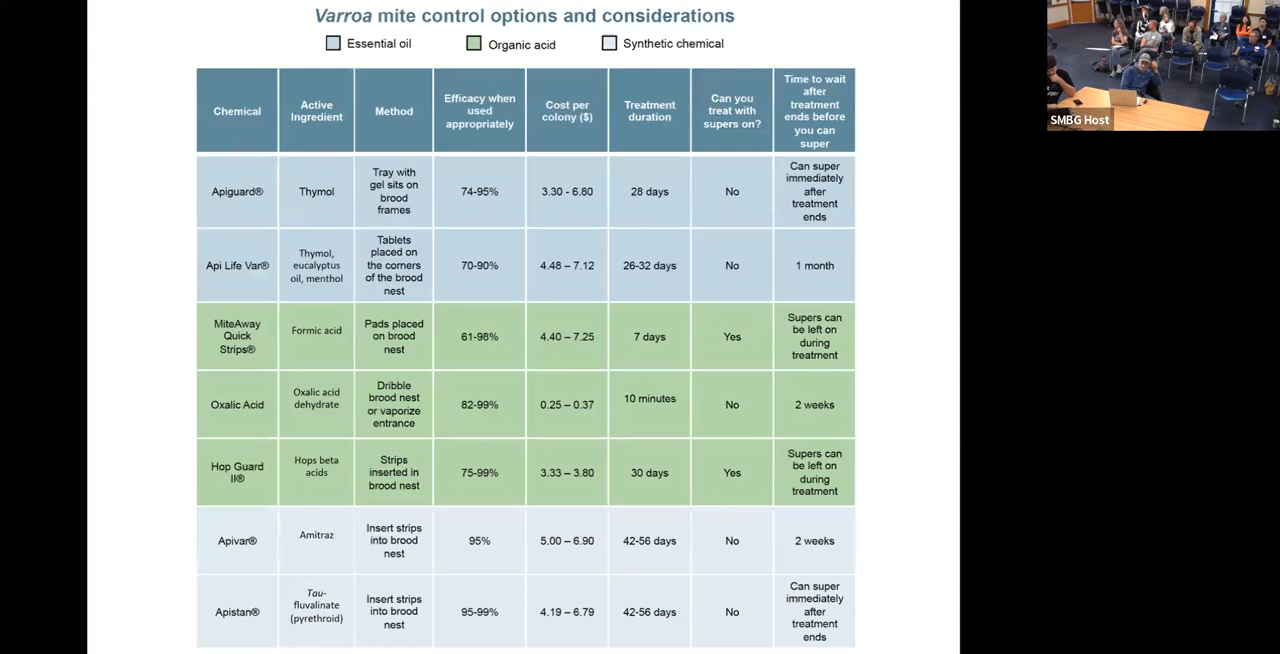 Varroa mite control options and considerations
Essential oil
Organic acid
Synthetic chemical
Chemical
Active
Ingredient
Method
Efficacy when
used
appropriately
Cost per
colony ($)
Treatment
duration
Can you
treat with
supers on?
Time to wait
after
treatment
ends before
you can
super
Apiguard®
Thymol
Tray with
gel sits on
brood
frames
74-95%
3.30 - 6.80
28 days
No
Can super
immediately
after
treatment
ends
Api Life Var®
Thymol,
eucalyptus
oil, menthol
Tablets
placed on
the corners
of the brood
nest
70-90%
4.48 – 7.12
26-32 days
No
1 month
MiteAway
Quick
Strips®
Formic acid
Pads placed
on brood
nest
61-98%
4.40 – 7.25
7 days
Yes
Supers can
be left on
during
treatment
Oxalic Acid
Oxalic acid
dehydrate
Dribble
brood nest
or vaporize
entrance
82-99%
0.25 – 0.37
10 minutes
No
2 weeks
Hop Guard
II®
Hops beta
acids
Strips
inserted in
brood nest
75-99%
3.33 – 3.80
30 days
Yes
Supers can
be left on
during
treatment
Apivar®
Amitraz
Insert strips
into brood
nest
95%
5.00 – 6.90
42-56 days
No
2 weeks
Apistan®
Tau-
fluvalinate
(pyrethroid)
Insert strips
into brood
nest
95-99%
4.19 – 6.79
42-56 days
No
Can super
immediately
after
treatment
ends
SMBG Host